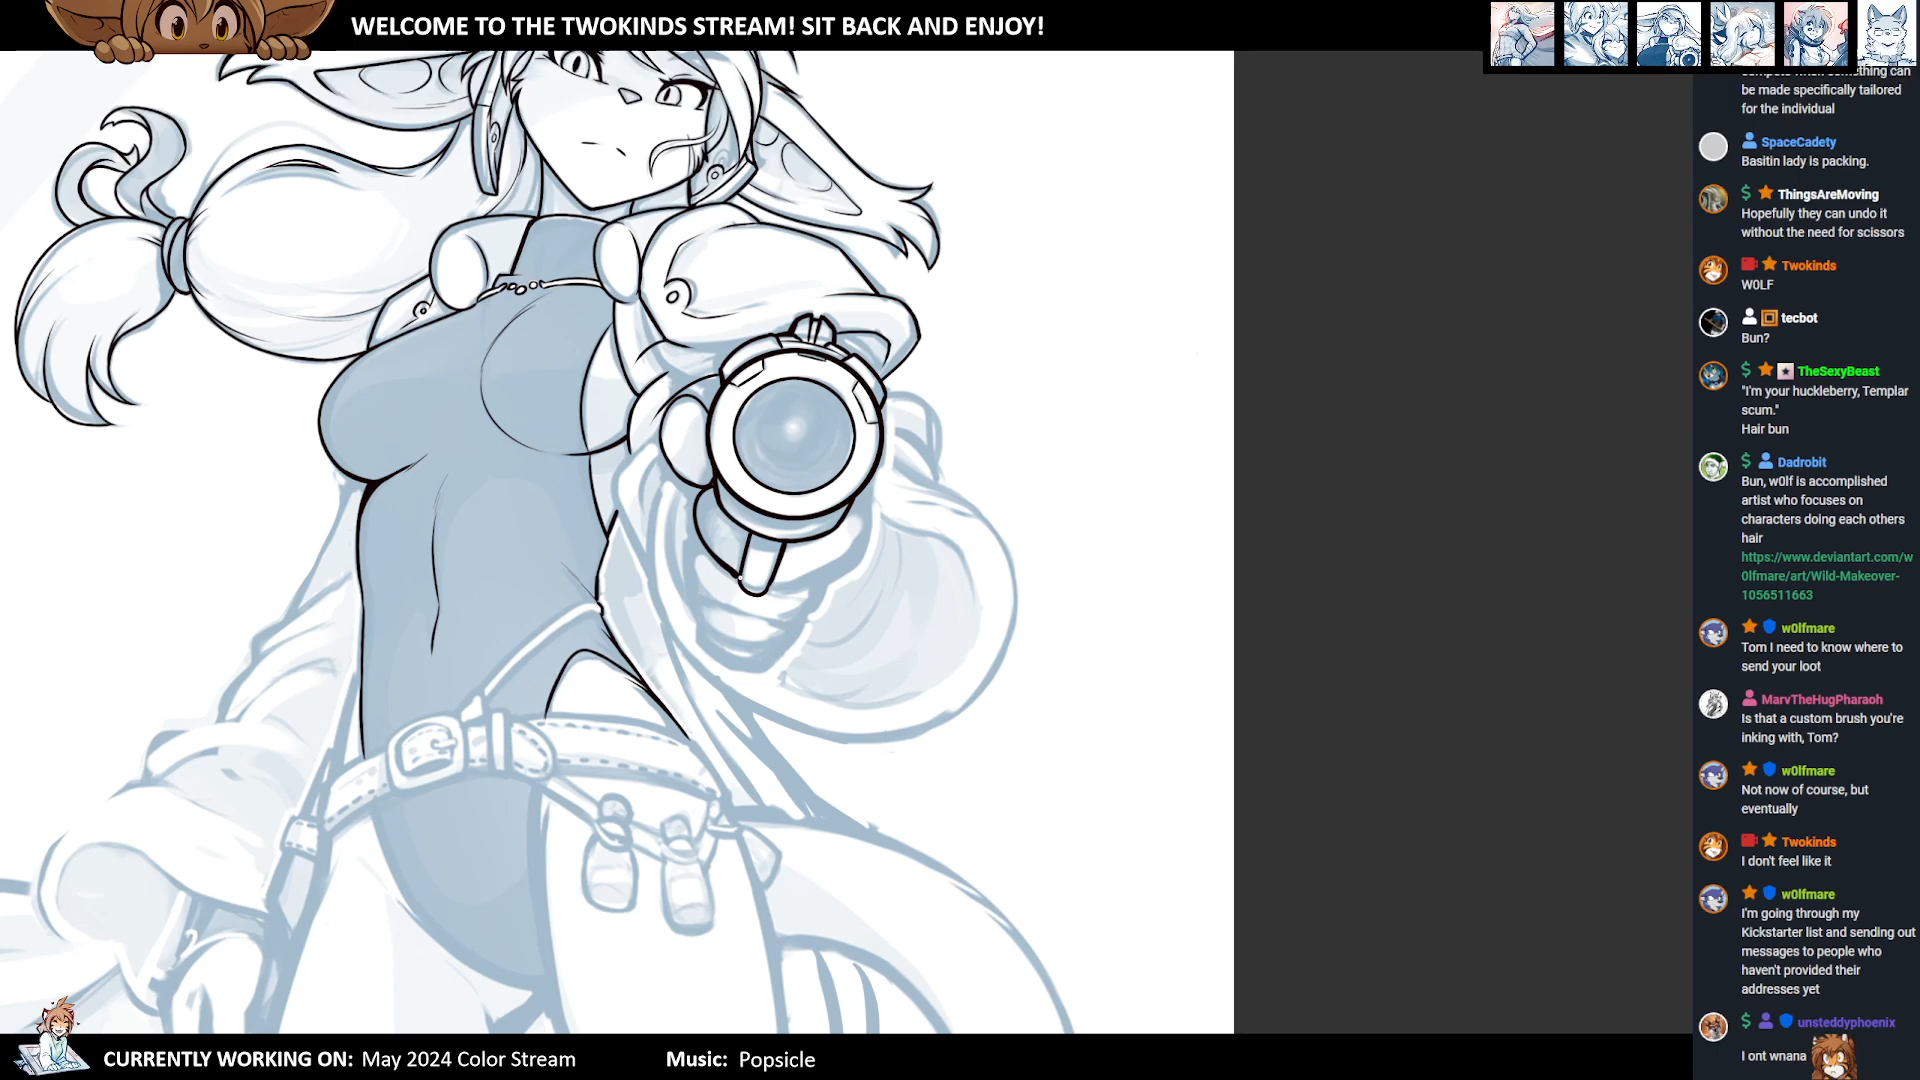 WELCOME TO THE TWOKINDS STREAM! SIT BACK AND ENJOY!
something can
be made specifically tailored
for the individual
SpaceCadety
Basitin lady is packing.
ThingsAreMoving
Hopefully they can undo it
without the need for scissors
Twokinds
W0LF
tecbot
Bun?
TheSexyBeast
"I'm your huckleberry, Templar
scum."
Hair bun
Dadrobit
Bun, w0lf is accomplished
artist who focuses on
characters doing each others
hair
https://www.deviantart.com/w
0lfmare/art/Wild-Makeover-
1056511663
w0lfmare
Tom I need to know where to
send your loot
MarvTheHugPharaoh
Is that a custom brush you're
inking with, Tom?
w0lfmare
Not now of course, but
eventually
Twokinds
I don't feel like it
w0lfmare
I'm going through my
Kickstarter list and sending out
messages to people who
haven't provided their
addresses yet
unsteddyphoenix
I ont wnana
CURRENTLY WORKING ON: May 2024 Color Stream
Music: Popsicle